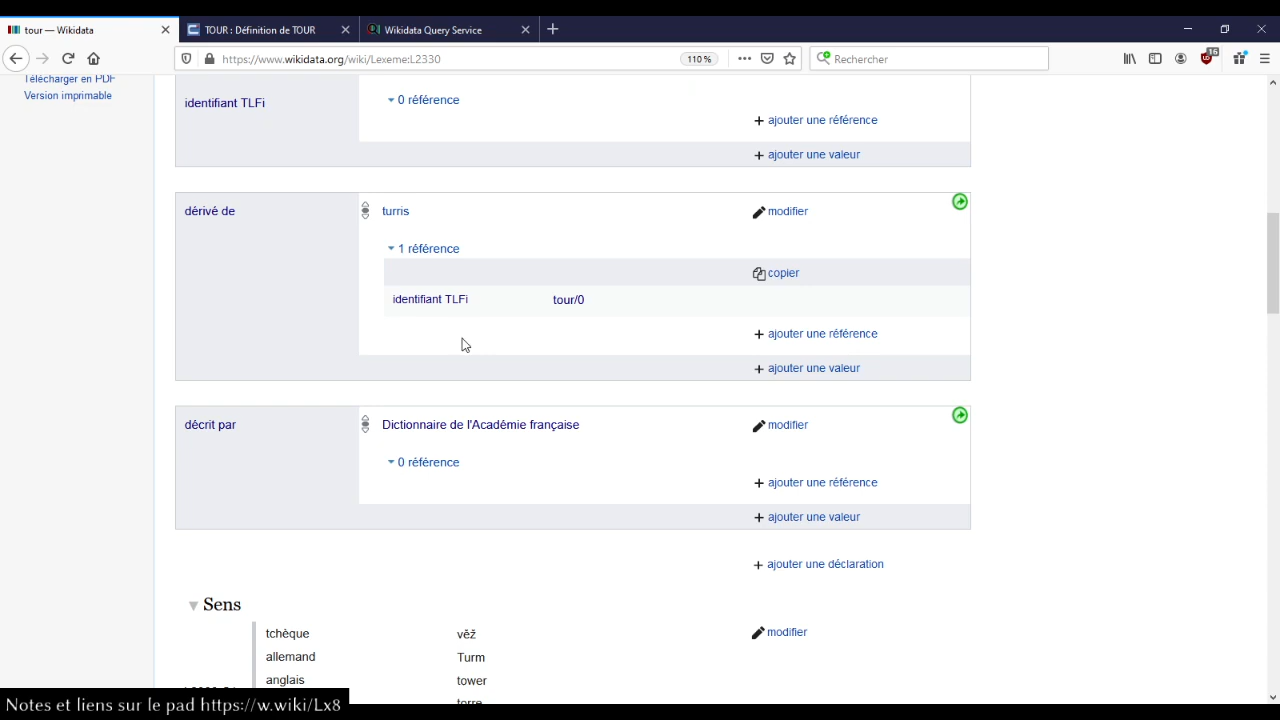 tour — Wikidata
TOUR : Définition de TOUR
Wikidata Query Service
https://www.wikidata.org/wiki/Lexeme:L2330
110 %
Rechercher
16
Télécharger en PDF
Version imprimable
identifiant TLFi
0 référence
ajouter une référence
ajouter une valeur
dérivé de
turris
modifier
1 référence
copier
identifiant TLFi
tour/0
ajouter une référence
ajouter une valeur
décrit par
Dictionnaire de l'Académie française
modifier
0 référence
ajouter une référence
ajouter une valeur
ajouter une déclaration
Sens
tchèque věž
modifier
allemand Turm
anglais tower
torre
Notes et liens sur le pad https://w.wiki/Lx8